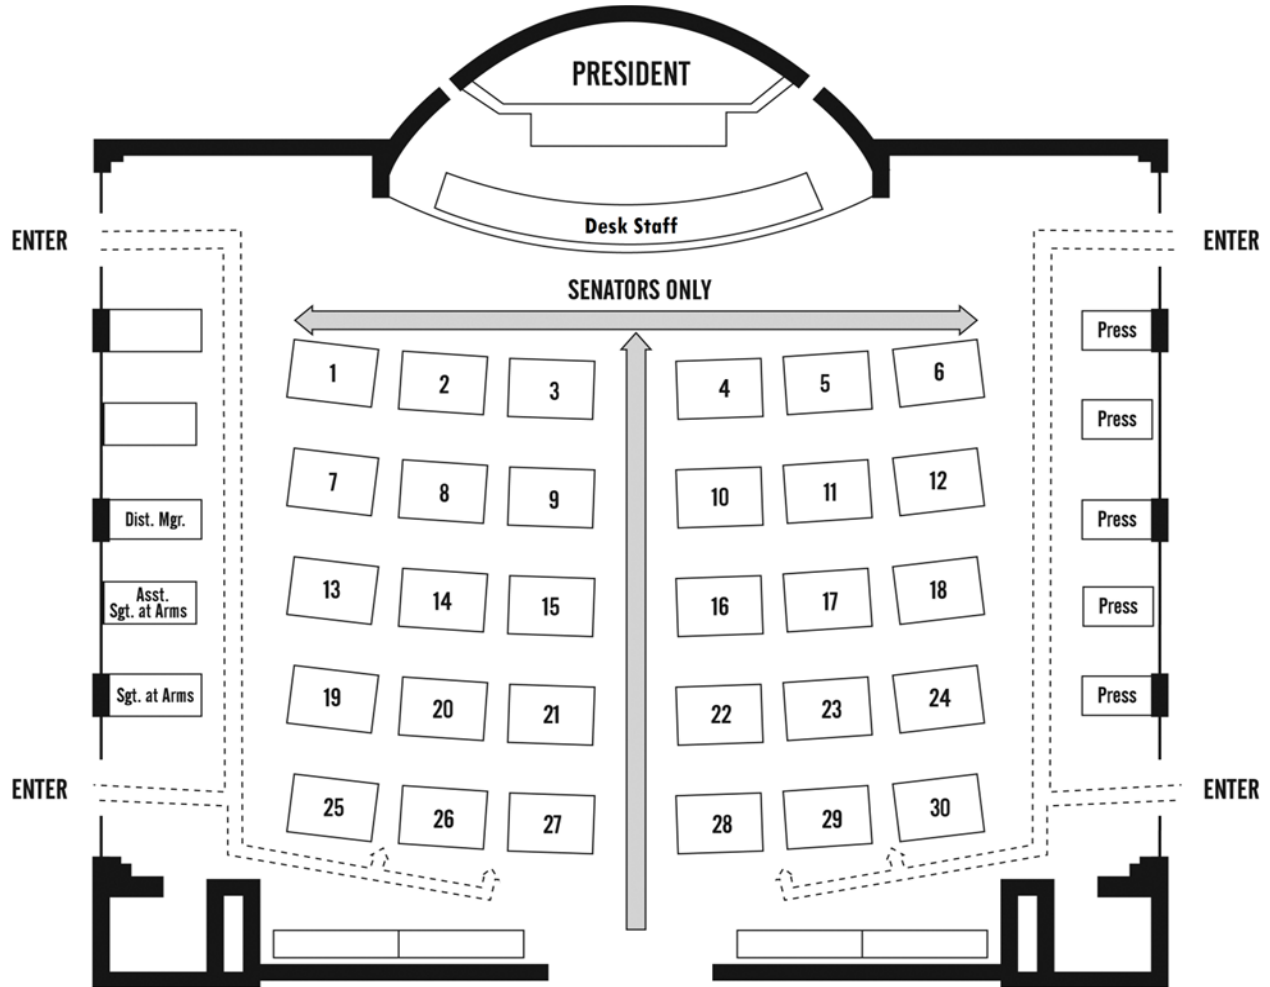 PRESIDENT
Desk Staff
ENTER
ENTER
SENATORS ONLY
1
2
3
4
5
6
Press
Press
7
8
9
10
11
12
Dist. Mgr.
Press
13
14
15
16
17
18
Asst.
Sgt. at Arms
Press
19
20
21
22
23
24
Sgt. at Arms
Press
ENTER
ENTER
25
26
27
28
29
30